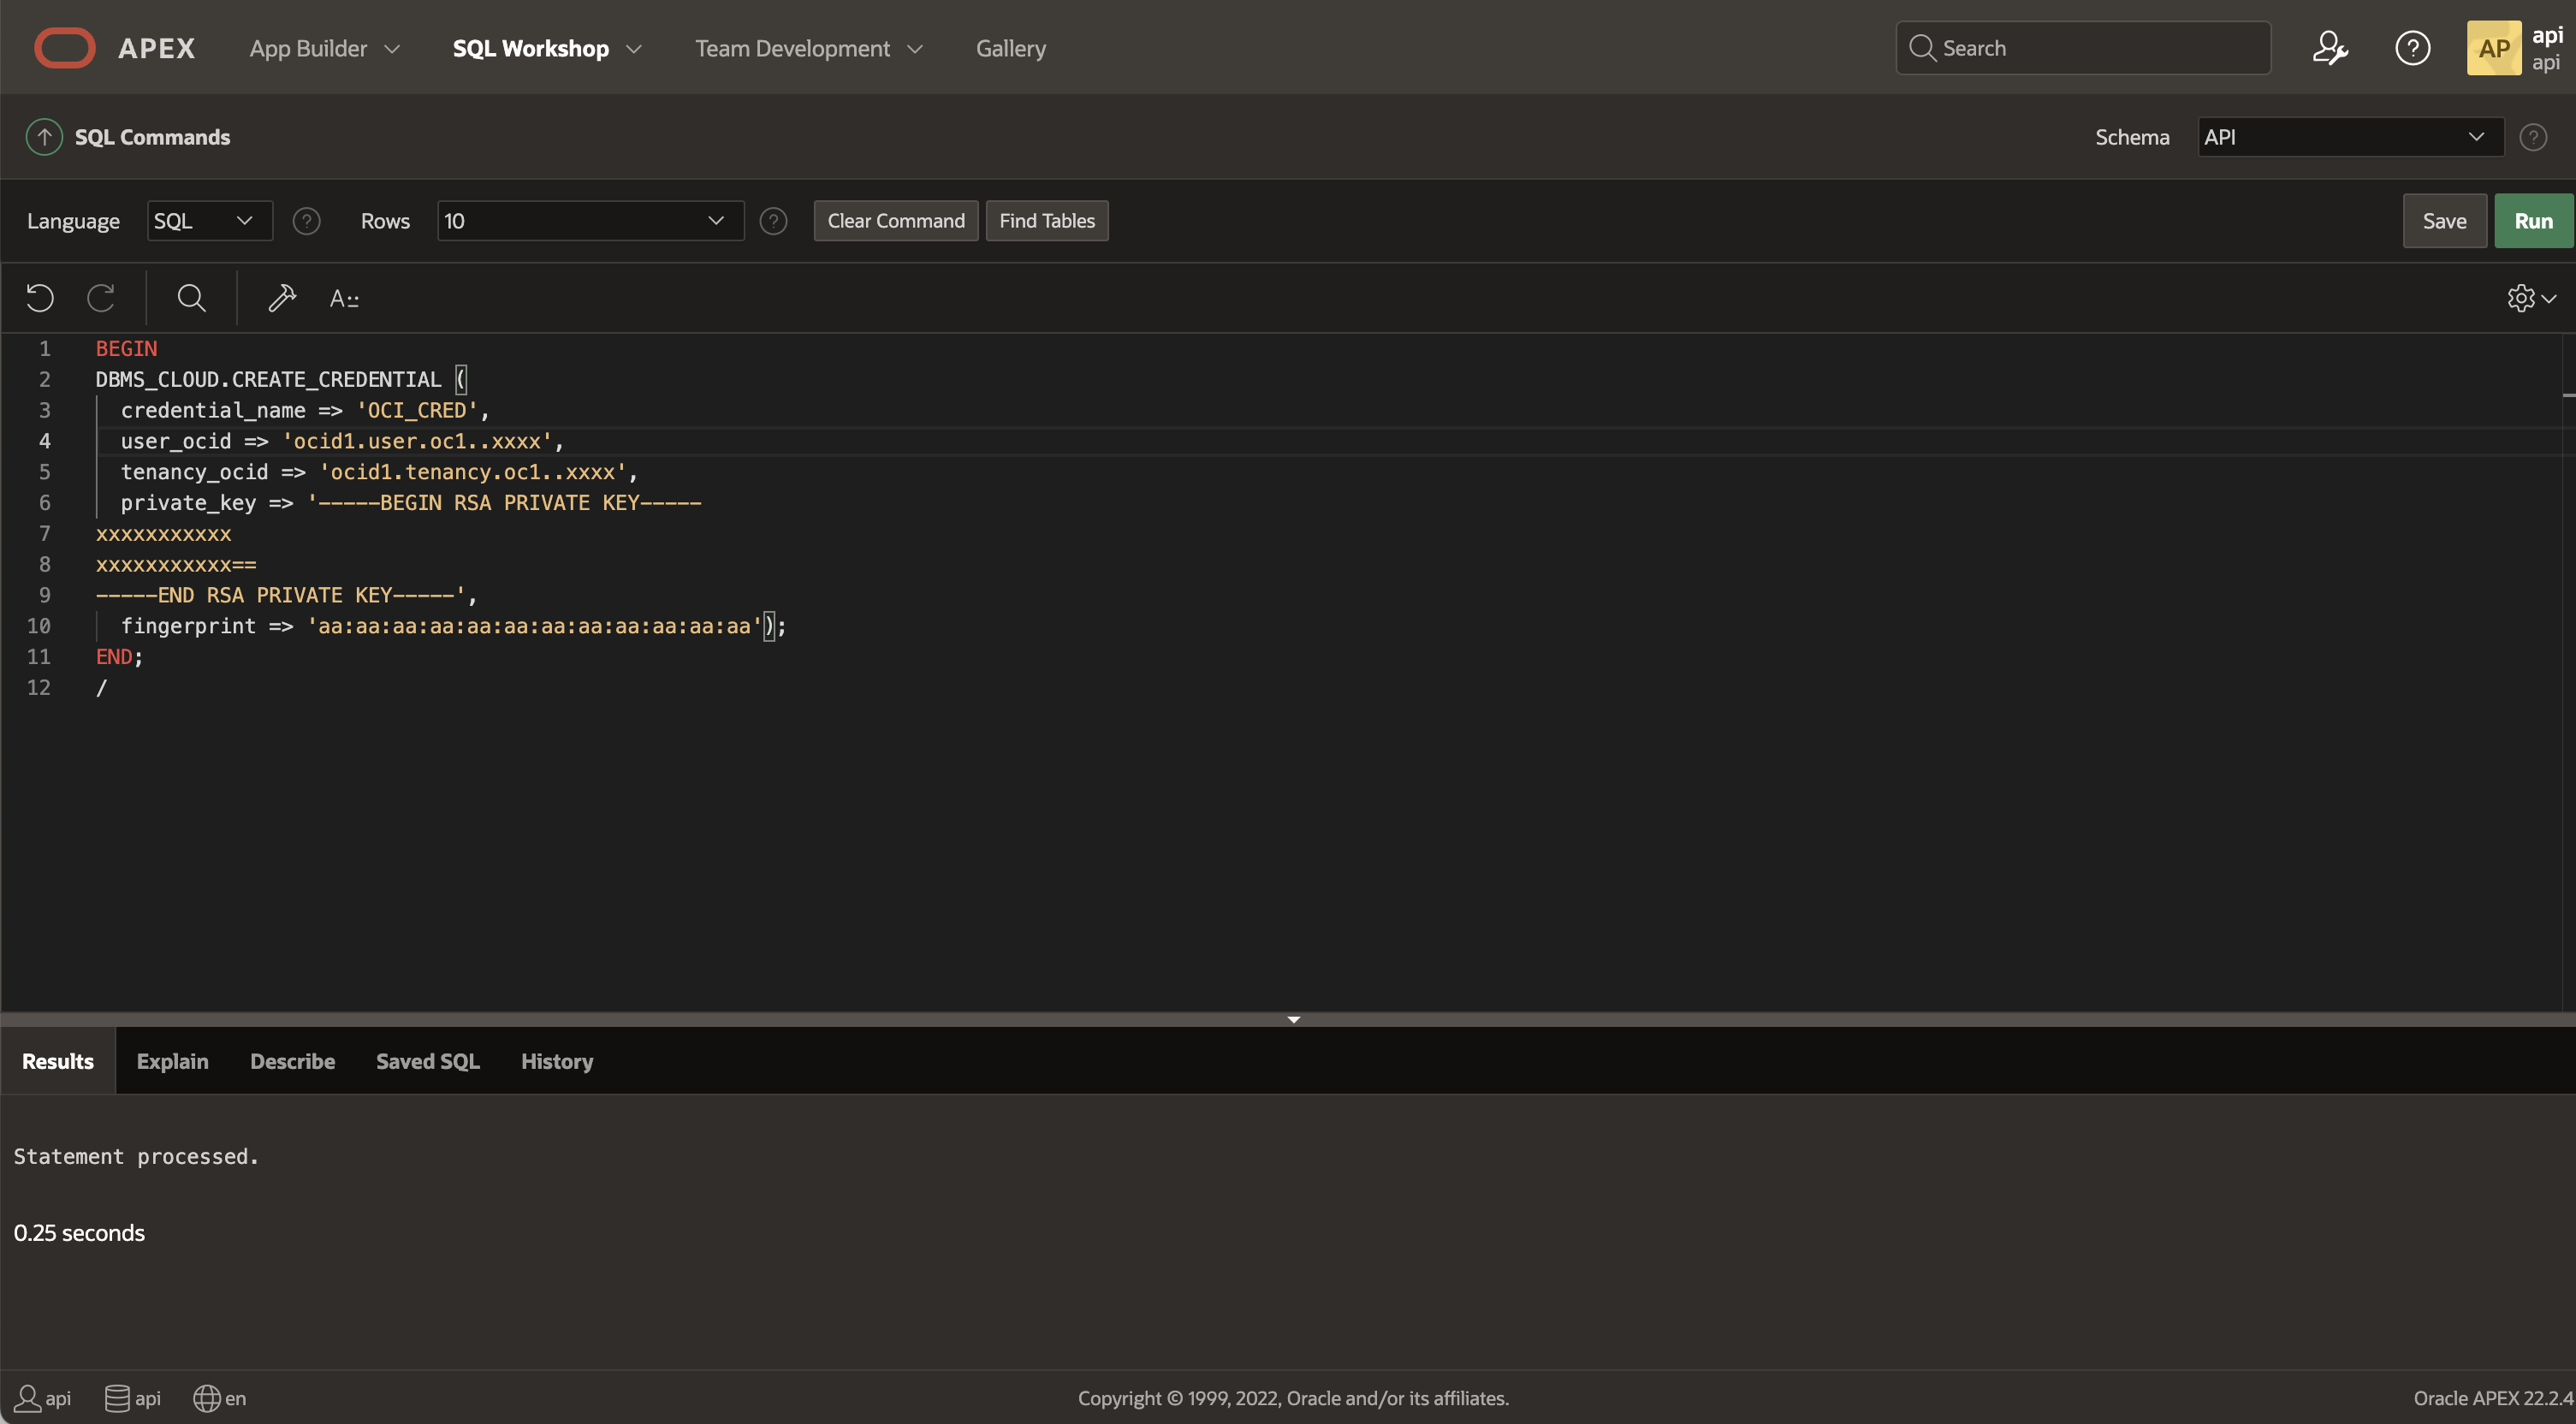 APEX App Builder SQL Workshop Team Development Gallery Search AP api
api
SQL Commands Schema API ?
Language SQL ? Rows 10 ? Clear Command Find Tables Save Run
A::
1 BEGIN
2 DBMS_CLOUD.CREATE_CREDENTIAL (
3 credential_name => 'OCI_CRED',
4 user_ocid => 'ocid1.user.oc1..xxxx',
5 tenancy_ocid => 'ocid1.tenancy.oc1..xxxx',
6 private_key => '-----BEGIN RSA PRIVATE KEY-----
7 xxxxxxxxxxx
8 xxxxxxxxxxx==
9 -----END RSA PRIVATE KEY-----',
10 fingerprint => 'aa:aa:aa:aa:aa:aa:aa:aa:aa:aa:aa:aa');
11 END;
12 /
Results Explain Describe Saved SQL History
Statement processed.
0.25 seconds
api api en Copyright © 1999, 2022, Oracle and/or its affiliates. Oracle APEX 22.2.4